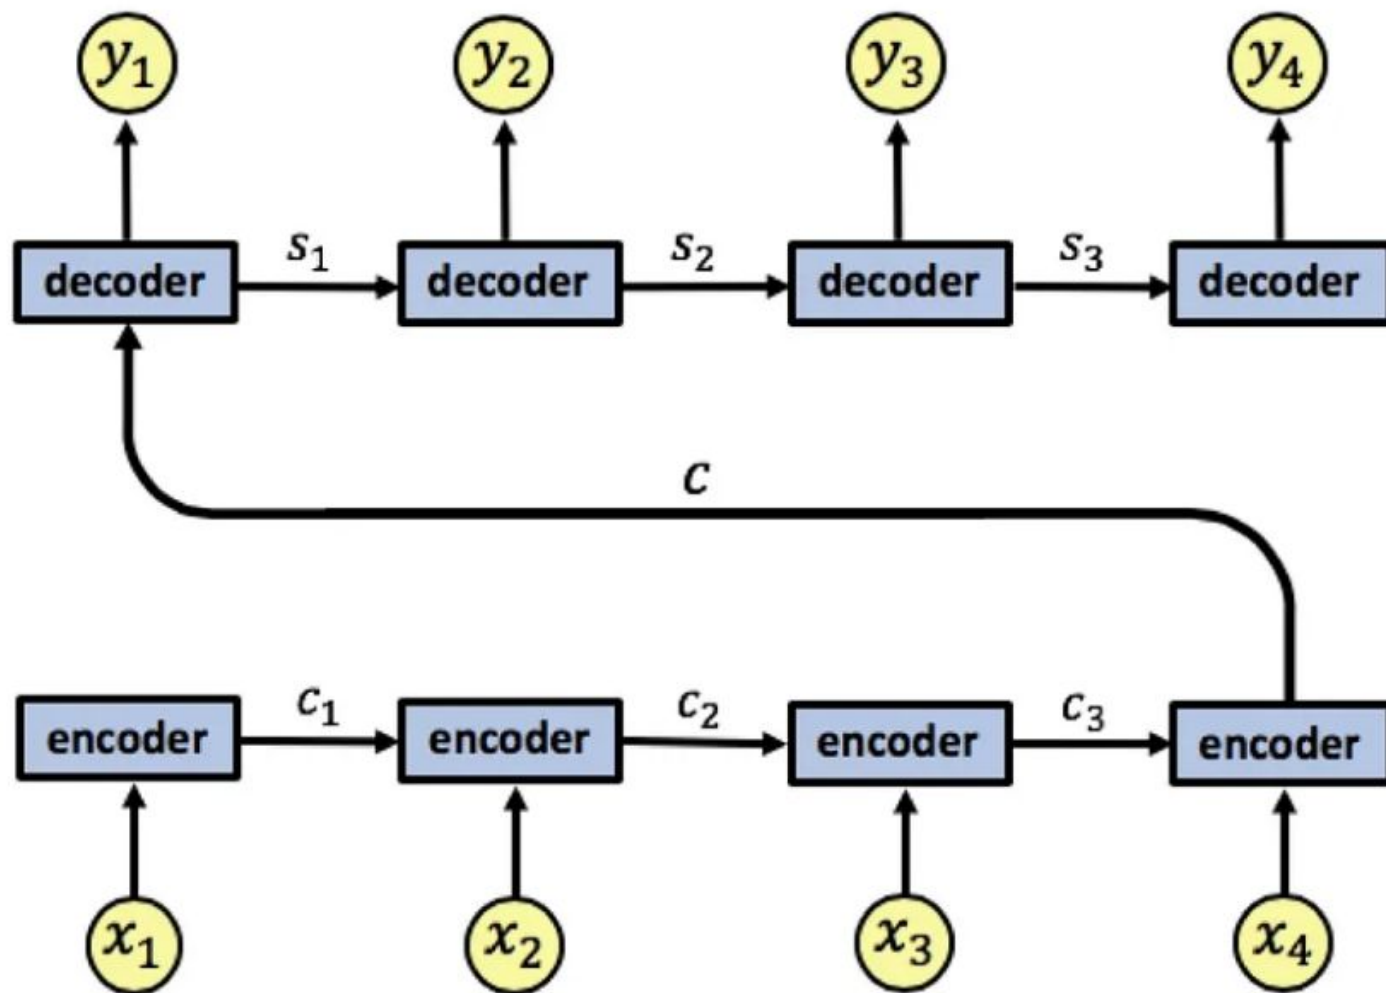 y₁ y₂ y₃ y₄
s₁ s₂ s₃
decoder decoder decoder decoder
c
c₁ c₂ c₃
encoder encoder encoder encoder
x₁ x₂ x₃ x₄